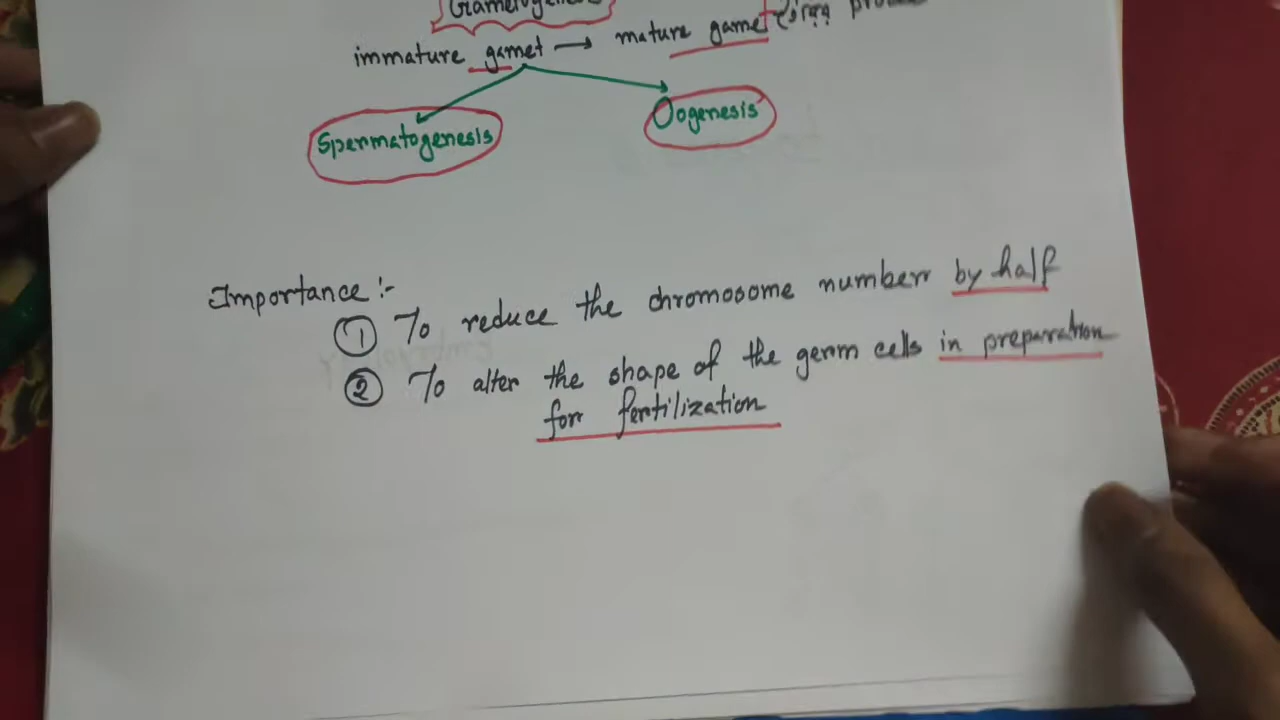 immature gamet → mature gamet
Spermatogenesis
Oogenesis
Importance :-
① To reduce the chromosome number by half
② To alter the shape of the germ cells in preparation
for fertilization